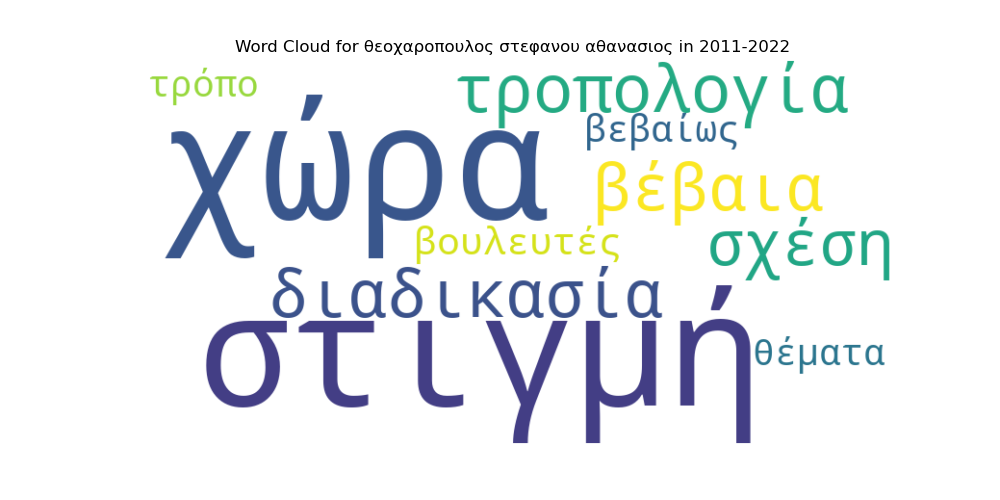 Word Cloud for θεοχαροπουλος στεφανου αθανασιος in 2011-2022
τρόπο
τροπολογία
χώρα
βεβαίως
βέβαια
βουλευτές
σχέση
διαδικασία
στιγμή
θέματα